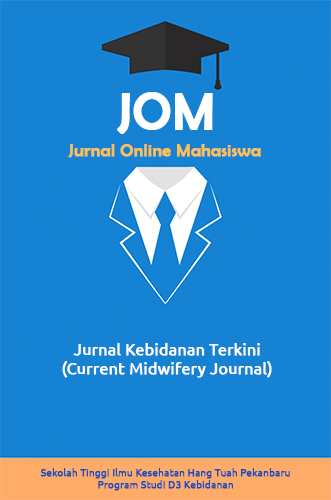 JOM
Jurnal Online Mahasiswa
Jurnal Kebidanan Terkini
(Current Midwifery Journal)
Sekolah Tinggi Ilmu Kesehatan Hang Tuah Pekanbaru
Program Studi D3 Kebidanan